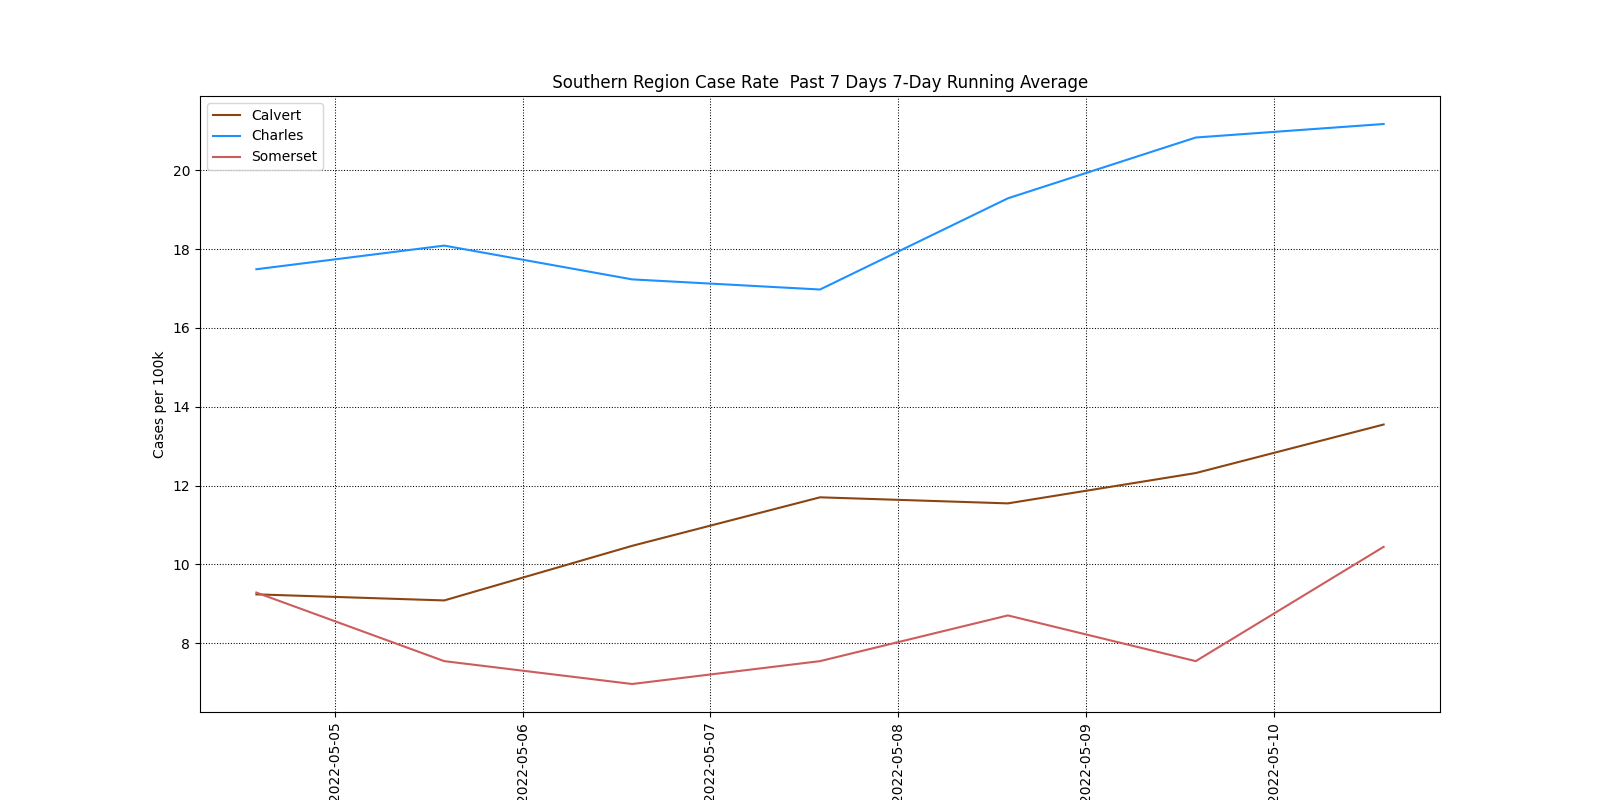 Southern Region Case Rate  Past 7 Days 7-Day Running Average
Calvert
Charles
Somerset
Cases per 100k
20
18
16
14
12
10
8
2022-05-05
2022-05-06
2022-05-07
2022-05-08
2022-05-09
2022-05-10